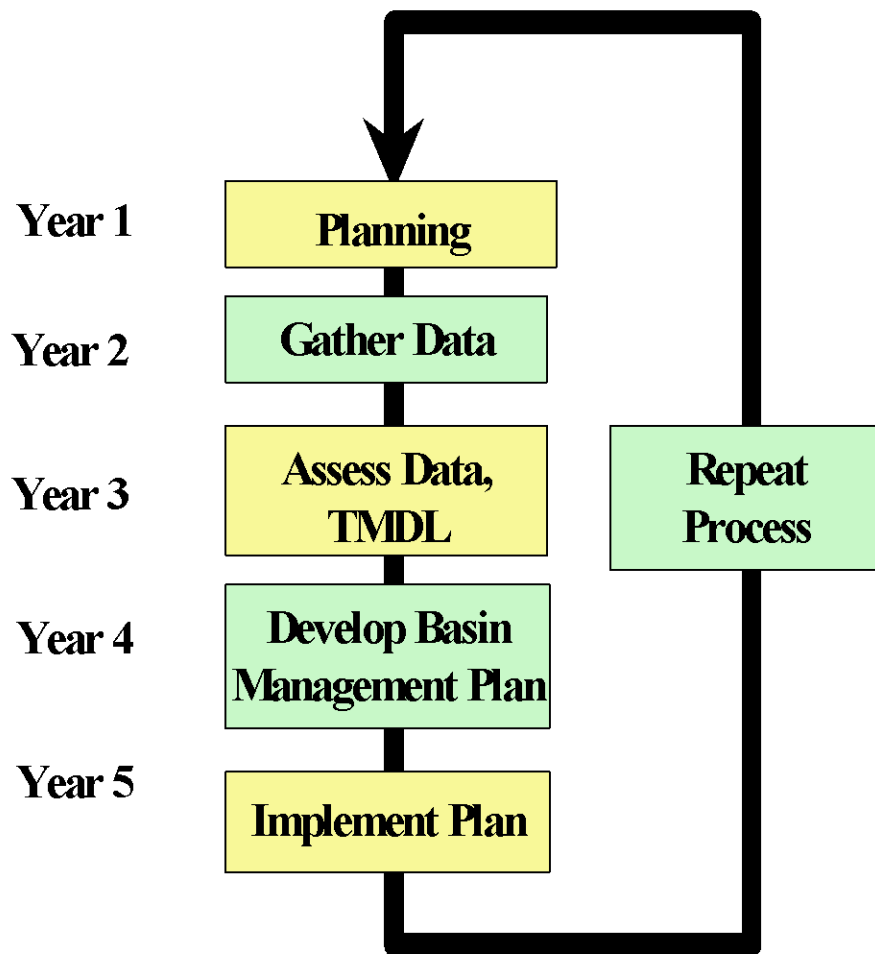 Year 1
Planning
Year 2
Gather Data
Year 3
Assess Data,
TMDL
Repeat
Process
Year 4
Develop Basin
Management Plan
Year 5
Implement Plan